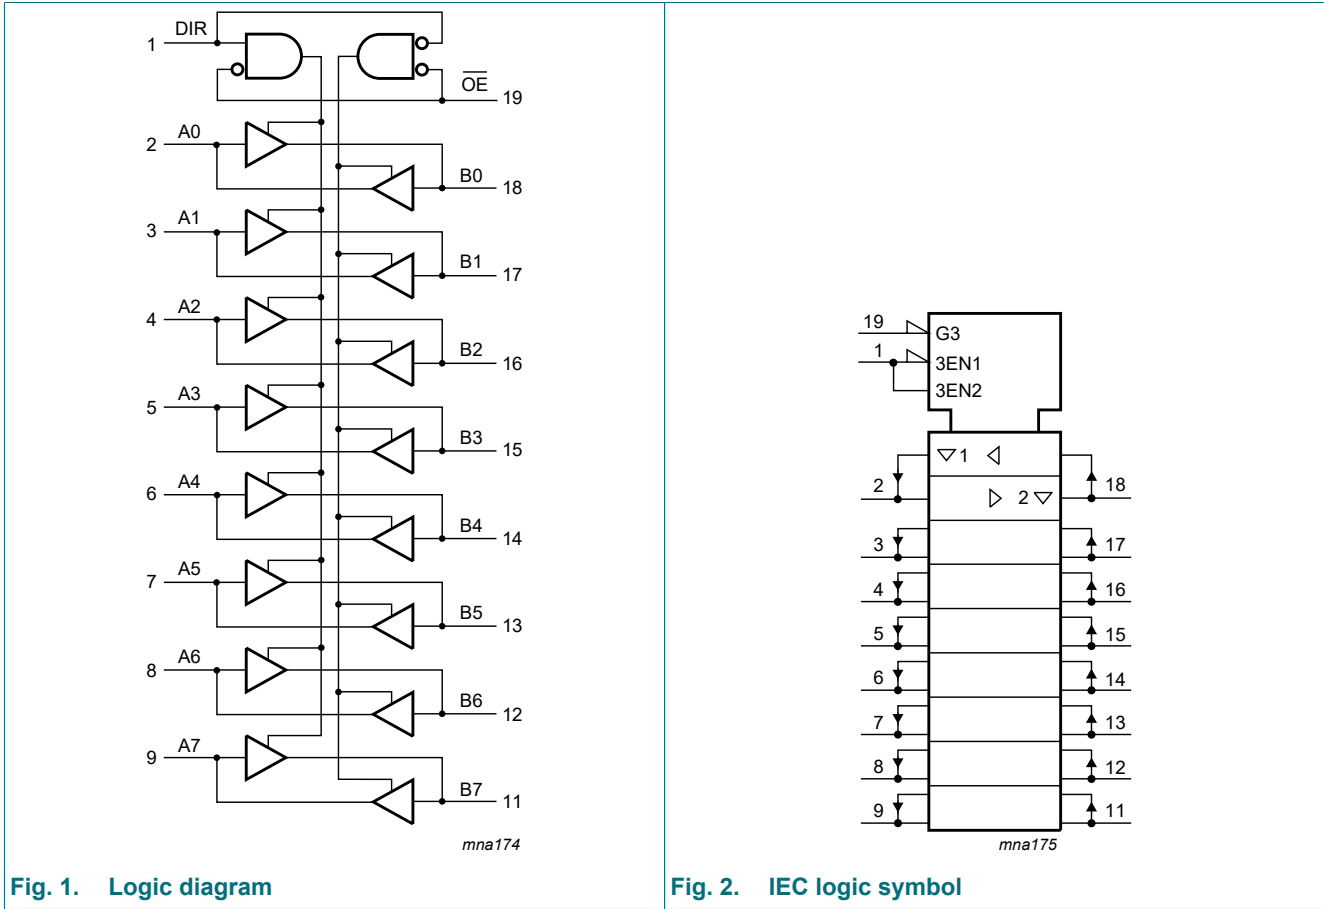 DIR
1
OE
19
A0
2
B0
18
A1
3
B1
17
A2
4
B2
16
A3
5
B3
15
A4
6
B4
14
A5
7
B5
13
A6
8
B6
12
A7
9
B7
11
mna174
Fig. 1. Logic diagram
19
G3
1
3EN1
3EN2
1
2
18
2
3
17
4
16
5
15
6
14
7
13
8
12
9
11
mna175
Fig. 2. IEC logic symbol